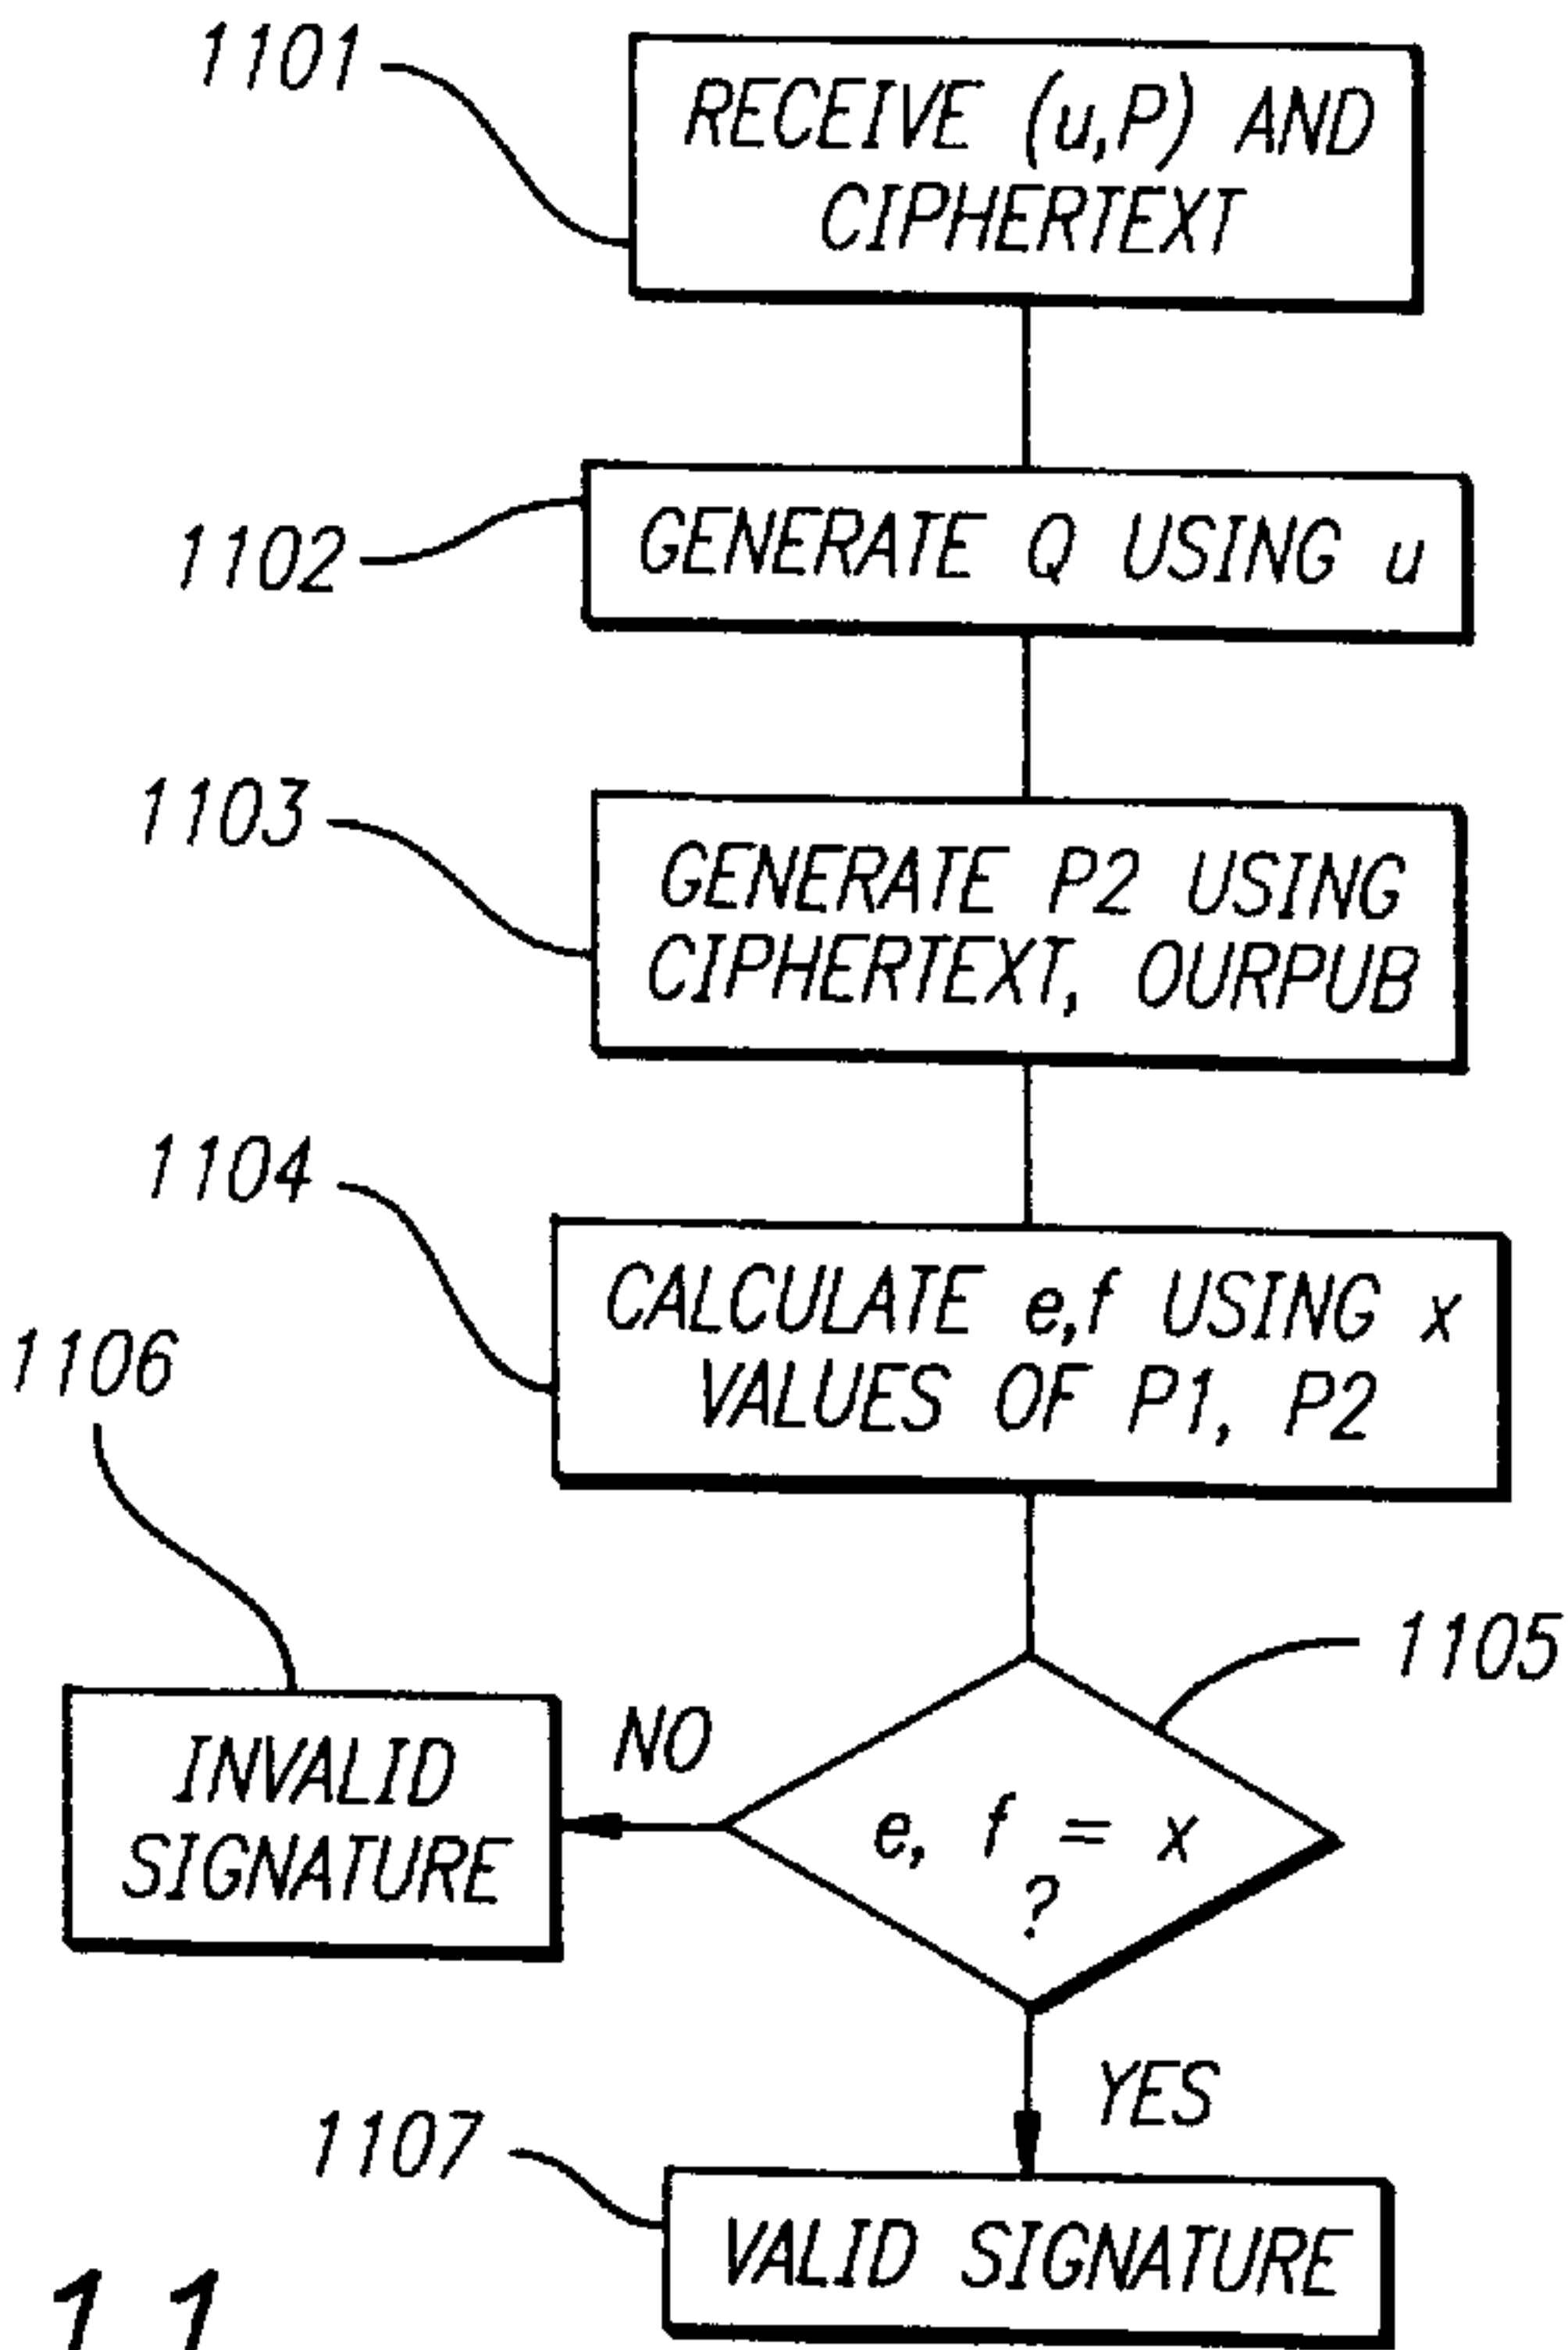 1101
RECEIVE (u,P) AND
CIPHERTEXT
1102
GENERATE Q USING u
1103
GENERATE P2 USING
CIPHERTEXT, OURPUB
1104
CALCULATE e,f USING x
VALUES OF P1, P2
1106
1105
INVALID
SIGNATURE
NO
e, f = x
?
YES
1107
VALID SIGNATURE
11